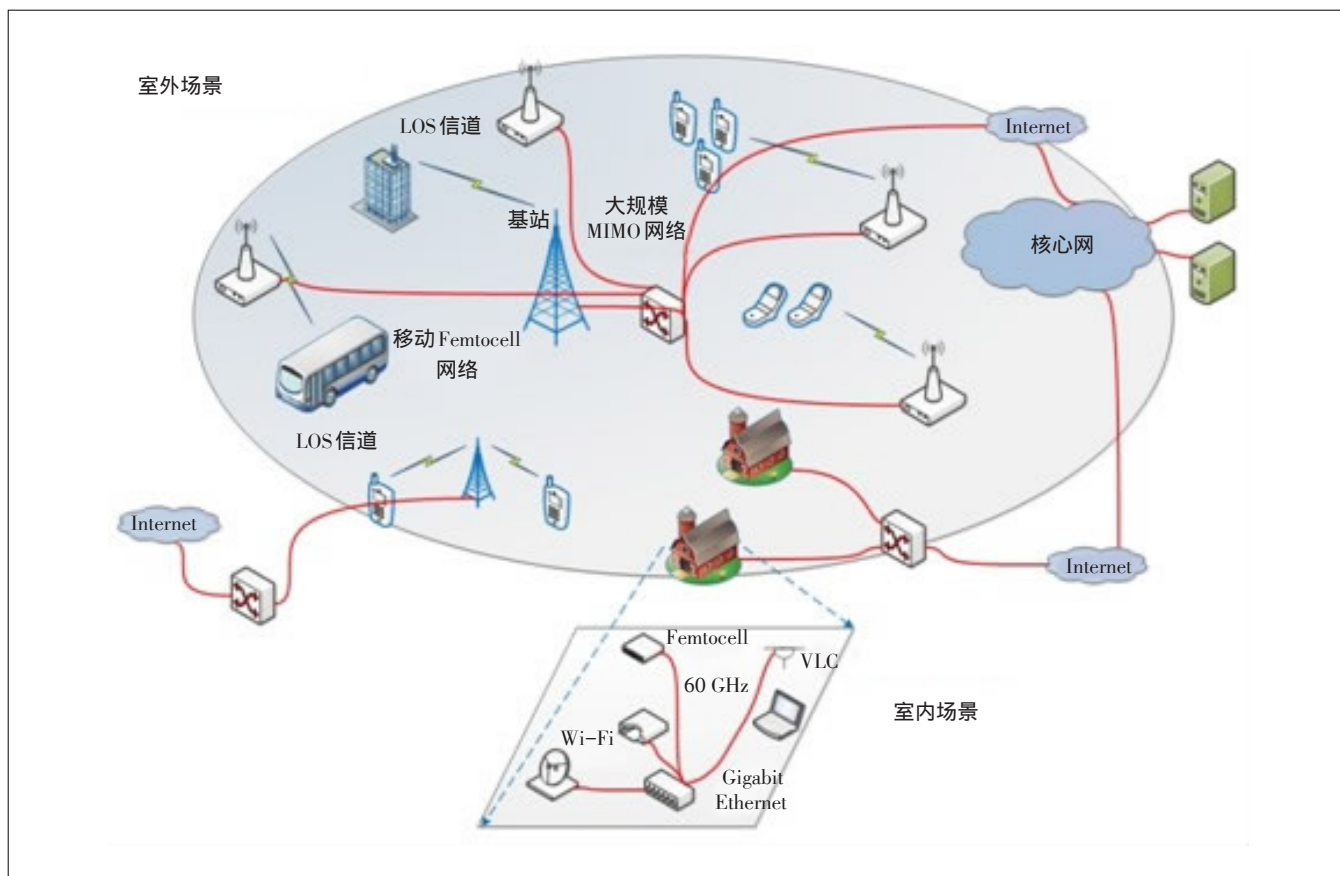 室外场景
LOS信道
Internet
基站
大规模
MIMO网络
核心网
移动Femtocell
网络
LOS信道
Internet
Internet
Femtocell
VLC
60 GHz
室内场景
Wi-Fi
Gigabit
Ethernet